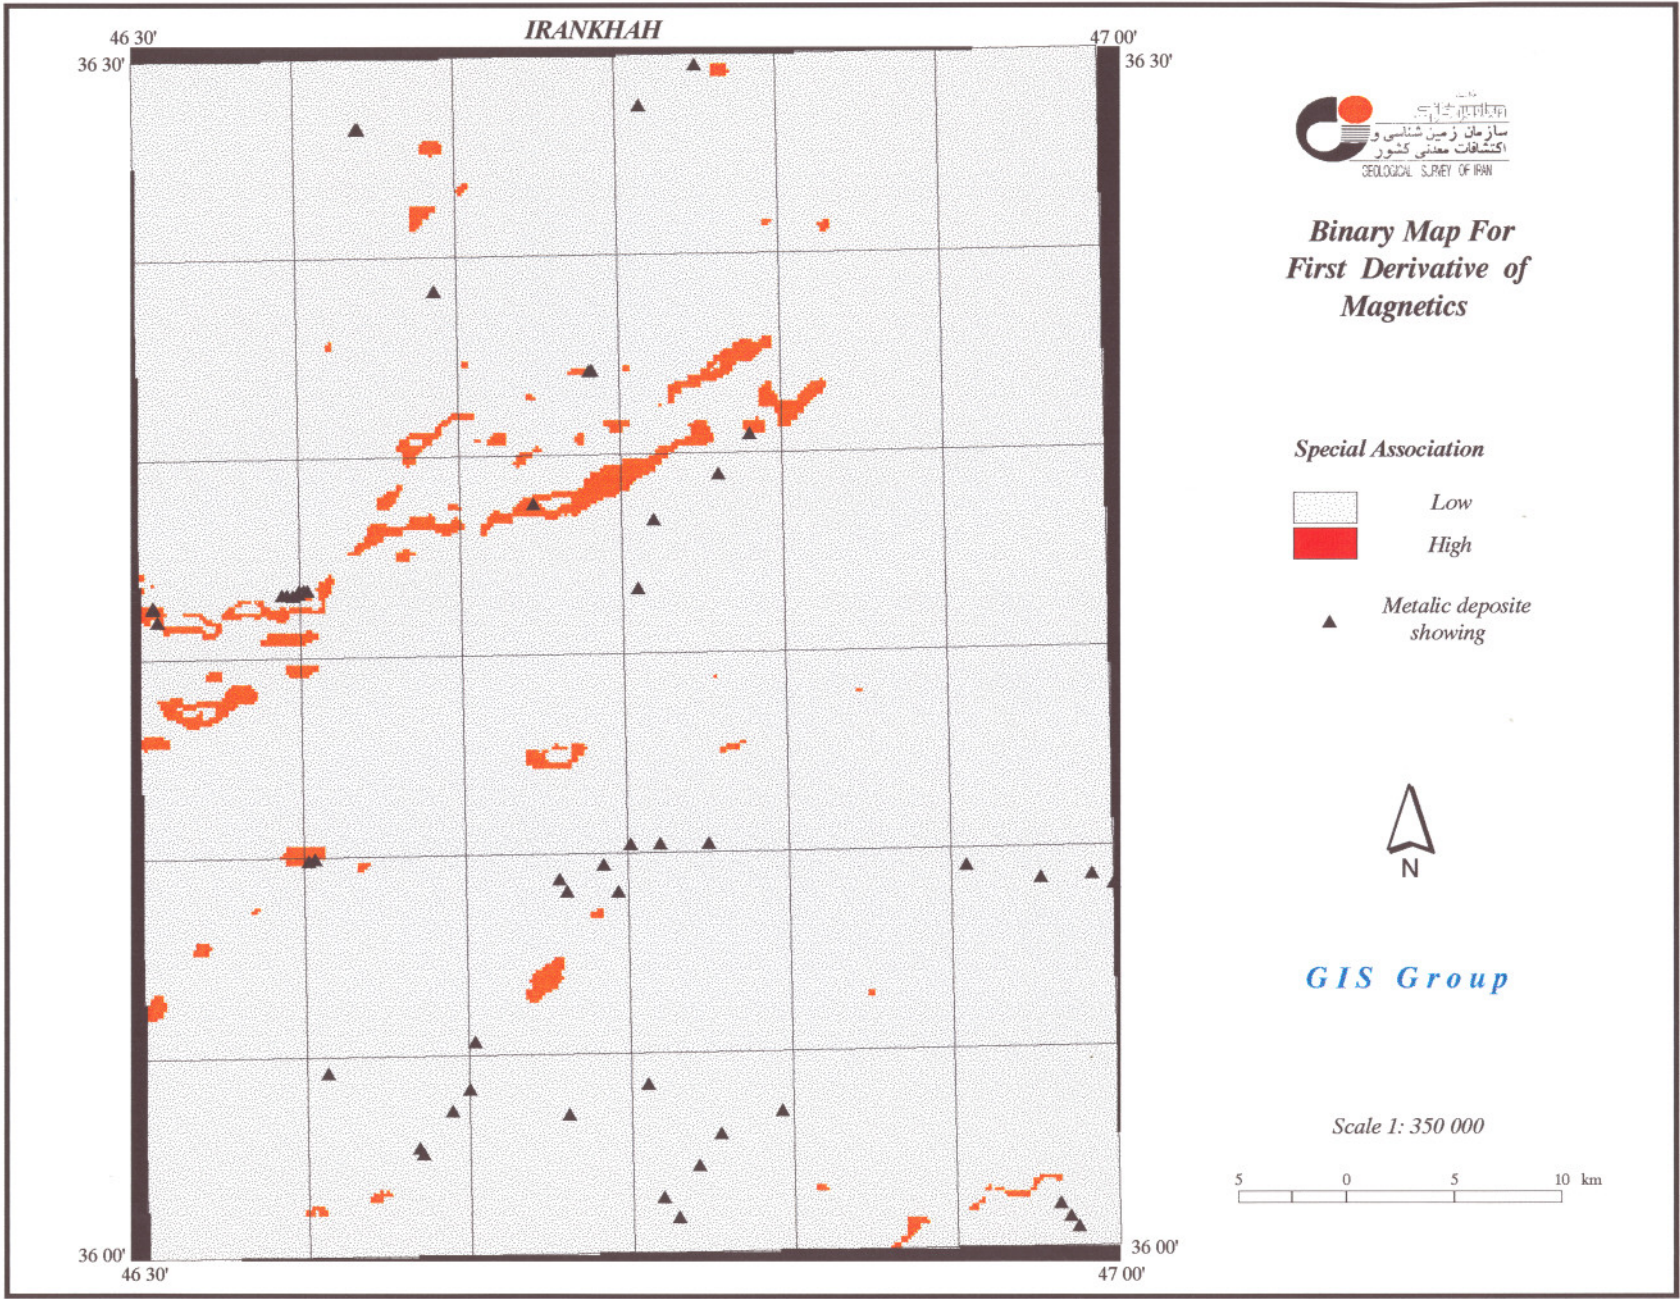 IRANKHAH
46 30'
47 00'
36 30'
36 30'
سازمان زمین شناسی و
اکتشافات معدنی کشور
GEOLOGICAL SURVEY OF IRAN
Binary Map For
First Derivative of
Magnetics
Special Association
Low
High
Metalic deposite
showing
N
GIS Group
Scale 1: 350 000
5 0 5 10 km
36 00'
36 00'
46 30'
47 00'